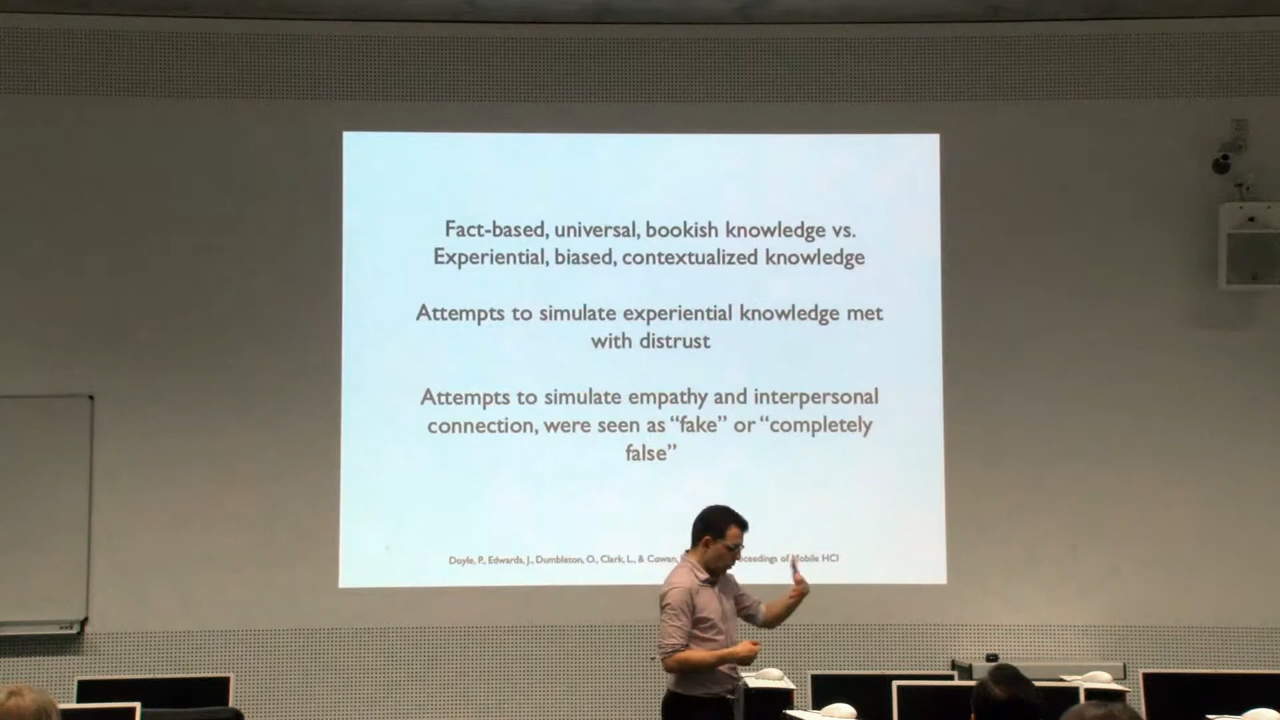 Fact-based, universal, bookish knowledge vs.
Experiential, biased, contextualized knowledge
Attempts to simulate experiential knowledge met
with distrust
Attempts to simulate empathy and interpersonal
connection, were seen as “fake” or “completely
false”
Doyle, P., Edwards, J., Dumbleton, O., Clark, L., & Cowan, of Mobile HCI